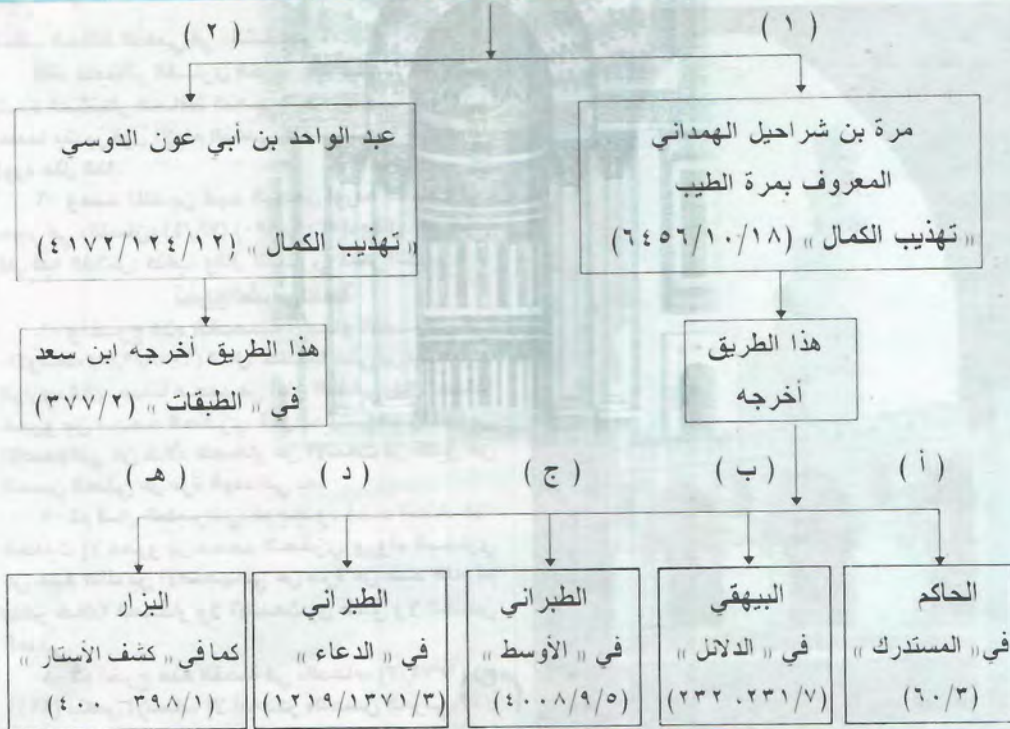 ( ١ )
( ٢ )
مرة بن شراحيل الهمداني
المعروف بمرة الطيب
« تهذيب الكمال » (٦٤٥٦/١٠/١٨)
عبد الواحد بن أبي عون الدوسى
« تهذيب الكمال » (٤١٧٢/١٢٤/١٢)
هذا الطريق
أخرجه
هذا الطريق أخرجه ابن سعد
في « الطبقات » (٣٧٧/٢)
( أ )
( ب )
( ج )
( د )
( هـ )
الحاكم
في « المستدرك »
(٦٠/٣)
البيهقي
في « الدلائل »
(٢٣٢،٢٣١/٧)
الطبراني
في « الأوسط »
(٤٠٠٨/٩/٥)
الطبراني
في « الدعاء »
(١٢١٩/١٣٧١/٣)
البزار
كما في « كشف الأستار »
(٣٩٨/١ ٤٠٠)